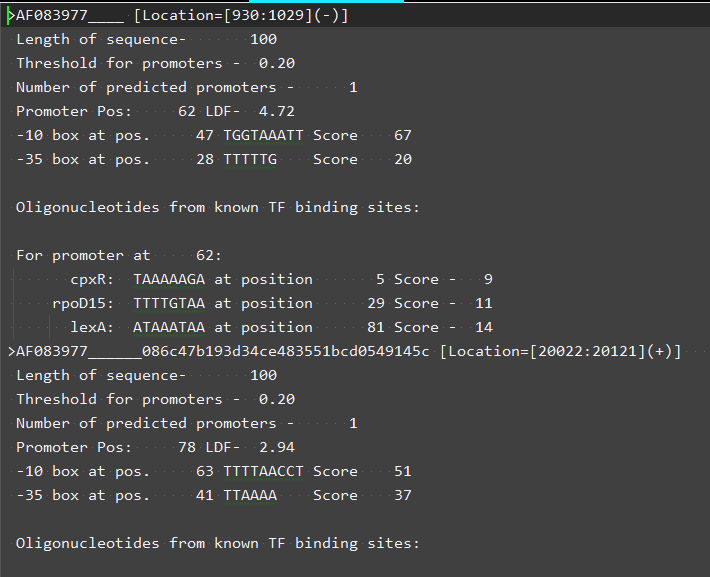 >AF083977____ [Location=[930:1029](-)]
Length of sequence-       100
Threshold for promoters -  0.20
Number of predicted promoters -      1
Promoter Pos:     62 LDF-  4.72
-10 box at pos.     47 TGGTAAATT Score    67
-35 box at pos.     28 TTTTTG    Score    20
Oligonucleotides from known TF binding sites:
For promoter at     62:
cpxR:  TAAAAAGA at position       5 Score -   9
rpoD15:  TTTTGTAA at position      29 Score -  11
lexA:  ATAAATAA at position      81 Score -  14
>AF083977______086c47b193d34ce483551bcd0549145c [Location=[20022:20121](+)]
Length of sequence-       100
Threshold for promoters -  0.20
Number of predicted promoters -      1
Promoter Pos:     78 LDF-  2.94
-10 box at pos.     63 TTTTAACCT Score    51
-35 box at pos.     41 TTAAAA    Score    37
Oligonucleotides from known TF binding sites: